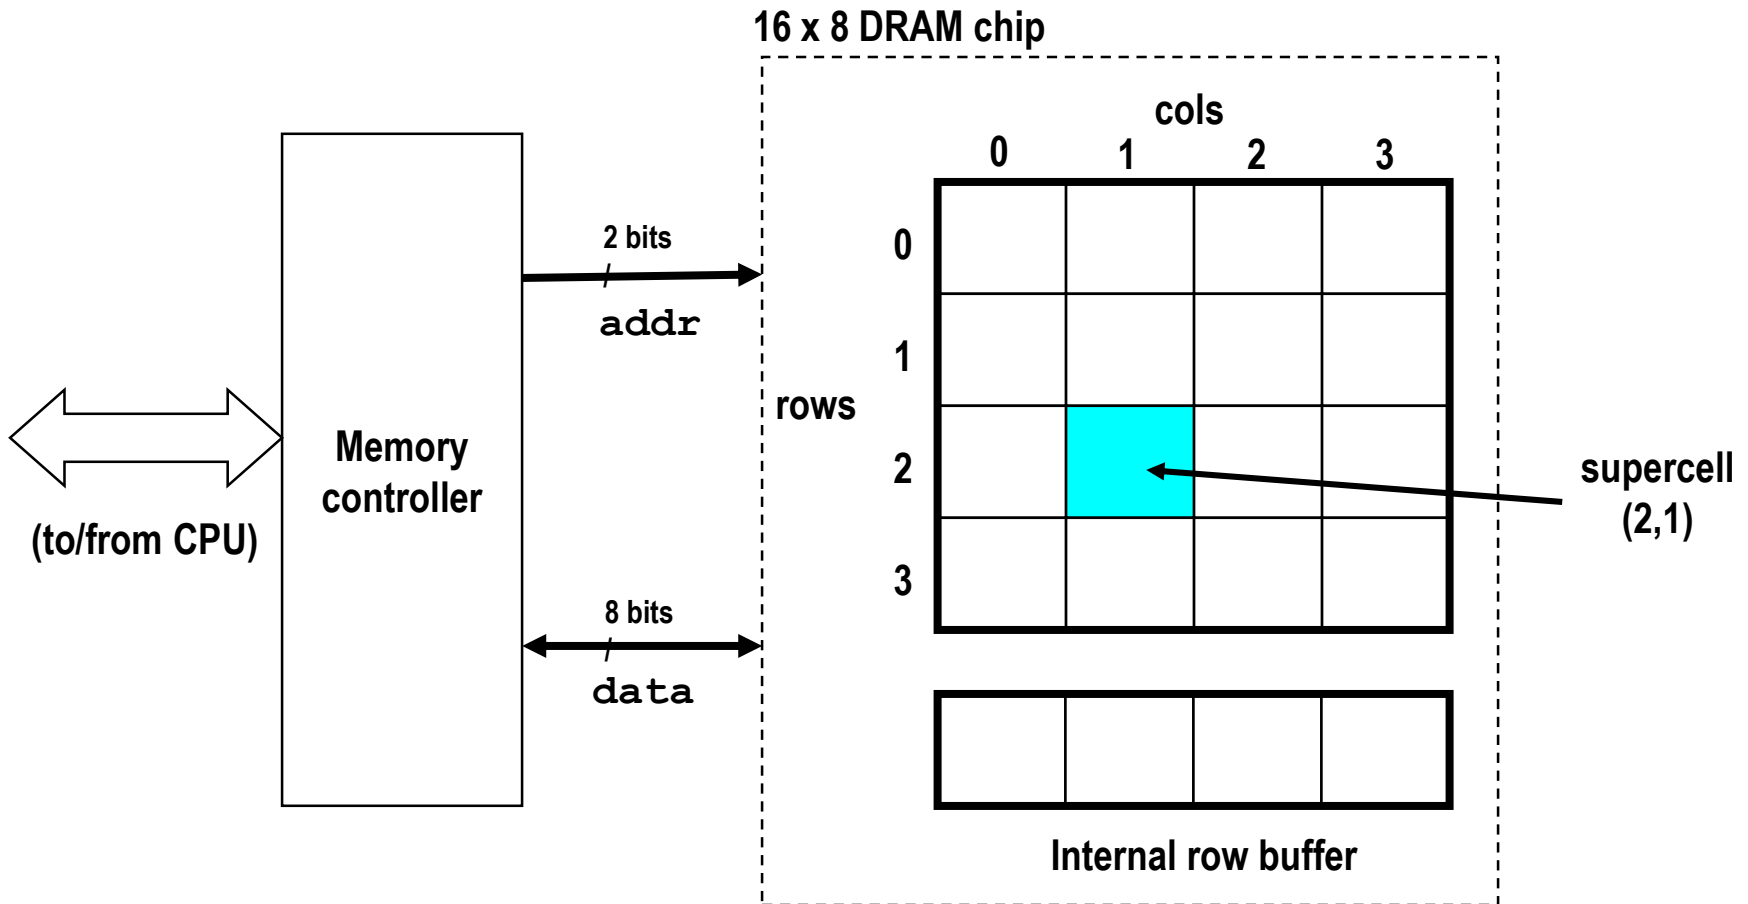 16 x 8 DRAM chip
cols
0 1 2 3
0
2 bits
addr
1
rows
Memory
controller
2
supercell
(2,1)
(to/from CPU)
3
8 bits
data
Internal row buffer